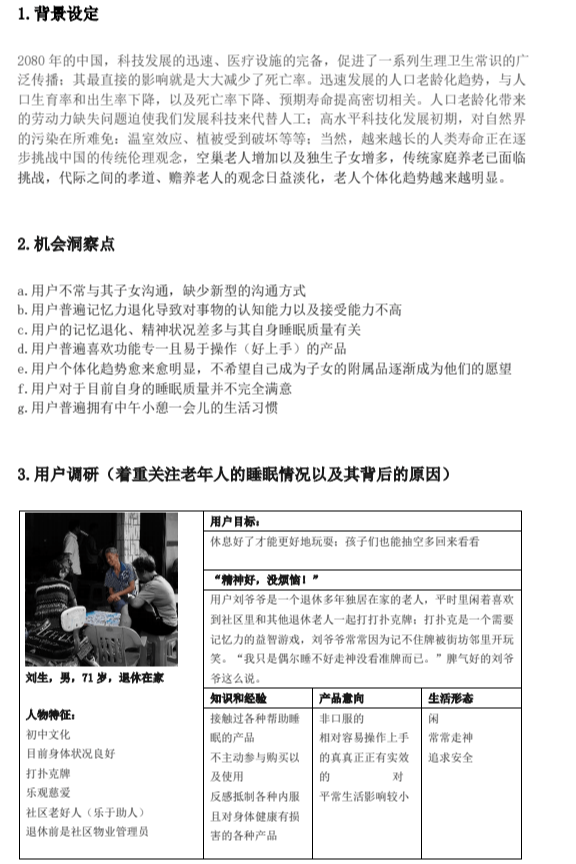 1.背景设定
2080 年的中国，科技发展的迅速、医疗设施的完备，促进了一系列生理卫生常识的广
泛传播；其最直接的影响就是大大减少了死亡率。迅速发展的人口老龄化趋势，与人
口生育率和出生率下降，以及死亡率下降、预期寿命提高密切相关。人口老龄化带来
的劳动力缺失问题迫使我们发展科技来代替人工；高水平科技化发展初期，对自然界
的污染在所难免：温室效应、植被受到破坏等等；当然，越来越长的人类寿命正在逐
步挑战中国的传统伦理观念，空巢老人增加以及独生子女增多，传统家庭养老已面临
挑战，代际之间的孝道、赡养老人的观念日益淡化，老人个体化趋势越来越明显。
2.机会洞察点
a.用户不常与其子女沟通，缺少新型的沟通方式
b.用户普遍记忆力退化导致对事物的认知能力以及接受能力不高
c.用户的记忆退化、精神状况差多与其自身睡眠质量有关
d.用户普遍喜欢功能专一且易于操作（好上手）的产品
e.用户个体化趋势愈来愈明显，不希望自己成为子女的附属品逐渐成为他们的愿望
f.用户对于目前自身的睡眠质量并不完全满意
g.用户普遍拥有中午小憩一会儿的生活习惯
3.用户调研（着重关注老年人的睡眠情况以及其背后的原因）
刘生，男，71 岁，退休在家
人物特征：
初中文化
目前身体状况良好
打扑克牌
乐观慈爱
社区老好人（乐于助人）
退休前是社区物业管理员
用户目标：
休息好了才能更好地玩耍；孩子们也能抽空多回来看看
“精神好，没烦恼！”
用户刘爷爷是一个退休多年独居在家的老人，平时里闲着喜欢
到社区里和其他退休老人一起打打扑克牌；打扑克是一个需要
记忆力的益智游戏，刘爷爷常常因为记不住牌被街坊邻里开玩
笑。“我只是偶尔睡不好走神没看准牌而已。”脾气好的刘爷
爷这么说。
知识和经验
接触过各种帮助睡
眠的产品
不主动参与购买以
及使用
反感抵制各种内服
且对身体健康有损
害的各种产品
产品意向
非口服的
相对容易操作上手
的真真正正有实效
的 对
平常生活影响较小
生活形态
闲
常常走神
追求安全